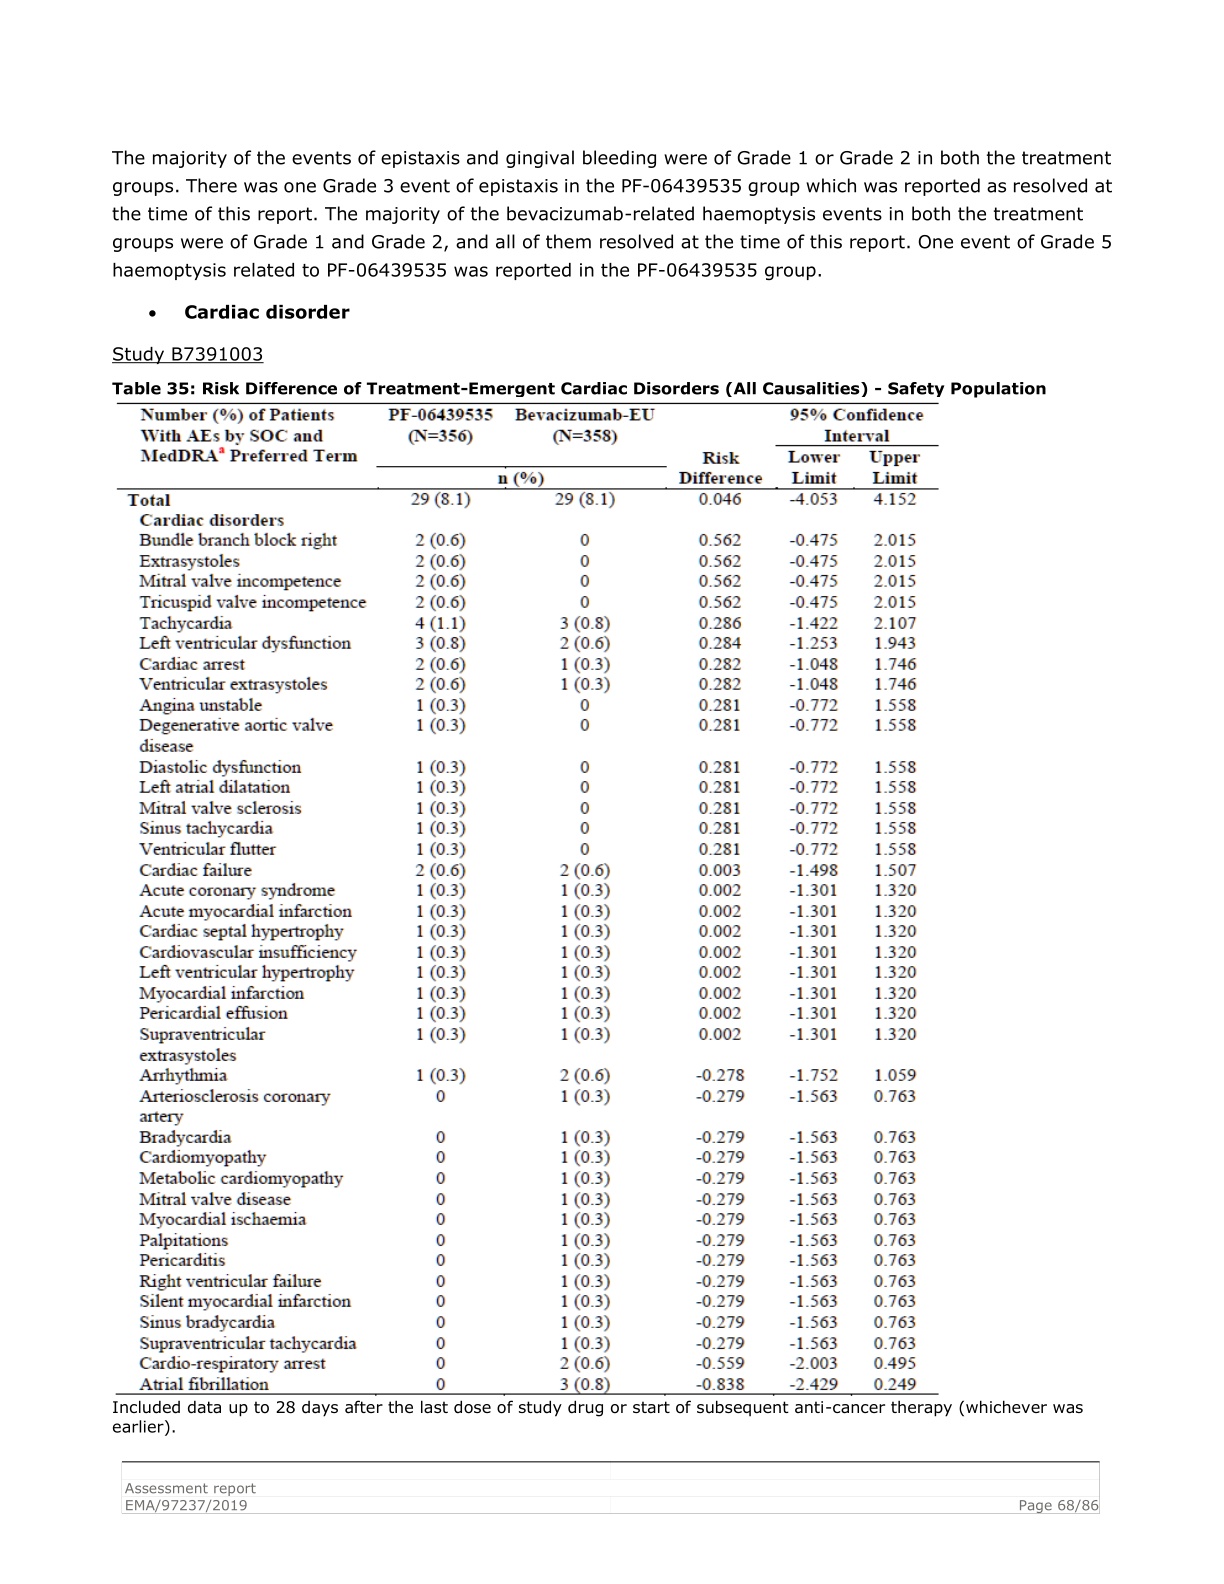 The majority of the events of epistaxis and gingival bleeding were of Grade 1 or Grade 2 in both the treatment
groups. There was one Grade 3 event of epistaxis in the PF-06439535 group which was reported as resolved at
the time of this report. The majority of the bevacizumab-related haemoptysis events in both the treatment
groups were of Grade 1 and Grade 2, and all of them resolved at the time of this report. One event of Grade 5
haemoptysis related to PF-06439535 was reported in the PF-06439535 group.
• Cardiac disorder
Study B7391003
Table 35: Risk Difference of Treatment-Emergent Cardiac Disorders (All Causalities) - Safety Population
Number (%) of Patients PF-06439535 Bevacizumab-EU 95% Confidence
With AEs by SOC and (N=356) (N=358) Interval
MedDRAa Preferred Term Risk Lower Upper
n (%) Difference Limit Limit
Total 29 (8.1) 29 (8.1) 0.046 -4.053 4.152
Cardiac disorders
Bundle branch block right 2 (0.6) 0 0.562 -0.475 2.015
Extrasystoles 2 (0.6) 0 0.562 -0.475 2.015
Mitral valve incompetence 2 (0.6) 0 0.562 -0.475 2.015
Tricuspid valve incompetence 2 (0.6) 0 0.562 -0.475 2.015
Tachycardia 4 (1.1) 3 (0.8) 0.286 -1.422 2.107
Left ventricular dysfunction 3 (0.8) 2 (0.6) 0.284 -1.253 1.943
Cardiac arrest 2 (0.6) 1 (0.3) 0.282 -1.048 1.746
Ventricular extrasystoles 2 (0.6) 1 (0.3) 0.282 -1.048 1.746
Angina unstable 1 (0.3) 0 0.281 -0.772 1.558
Degenerative aortic valve 1 (0.3) 0 0.281 -0.772 1.558
disease
Diastolic dysfunction 1 (0.3) 0 0.281 -0.772 1.558
Left atrial dilatation 1 (0.3) 0 0.281 -0.772 1.558
Mitral valve sclerosis 1 (0.3) 0 0.281 -0.772 1.558
Sinus tachycardia 1 (0.3) 0 0.281 -0.772 1.558
Ventricular flutter 1 (0.3) 0 0.281 -0.772 1.558
Cardiac failure 2 (0.6) 2 (0.6) 0.003 -1.498 1.507
Acute coronary syndrome 1 (0.3) 1 (0.3) 0.002 -1.301 1.320
Acute myocardial infarction 1 (0.3) 1 (0.3) 0.002 -1.301 1.320
Cardiac septal hypertrophy 1 (0.3) 1 (0.3) 0.002 -1.301 1.320
Cardiovascular insufficiency 1 (0.3) 1 (0.3) 0.002 -1.301 1.320
Left ventricular hypertrophy 1 (0.3) 1 (0.3) 0.002 -1.301 1.320
Myocardial infarction 1 (0.3) 1 (0.3) 0.002 -1.301 1.320
Pericardial effusion 1 (0.3) 1 (0.3) 0.002 -1.301 1.320
Supraventricular 1 (0.3) 1 (0.3) 0.002 -1.301 1.320
extrasystoles
Arrhythmia 1 (0.3) 2 (0.6) -0.278 -1.752 1.059
Arteriosclerosis coronary 0 1 (0.3) -0.279 -1.563 0.763
artery
Bradycardia 0 1 (0.3) -0.279 -1.563 0.763
Cardiomyopathy 0 1 (0.3) -0.279 -1.563 0.763
Metabolic cardiomyopathy 0 1 (0.3) -0.279 -1.563 0.763
Mitral valve disease 0 1 (0.3) -0.279 -1.563 0.763
Myocardial ischaemia 0 1 (0.3) -0.279 -1.563 0.763
Palpitations 0 1 (0.3) -0.279 -1.563 0.763
Pericarditis 0 1 (0.3) -0.279 -1.563 0.763
Right ventricular failure 0 1 (0.3) -0.279 -1.563 0.763
Silent myocardial infarction 0 1 (0.3) -0.279 -1.563 0.763
Sinus bradycardia 0 1 (0.3) -0.279 -1.563 0.763
Supraventricular tachycardia 0 1 (0.3) -0.279 -1.563 0.763
Cardio-respiratory arrest 0 2 (0.6) -0.559 -2.003 0.495
Atrial fibrillation 0 3 (0.8) -0.838 -2.429 0.249
Included data up to 28 days after the last dose of study drug or start of subsequent anti-cancer therapy (whichever was
earlier).
Assessment report
EMA/97237/2019 Page 68/86